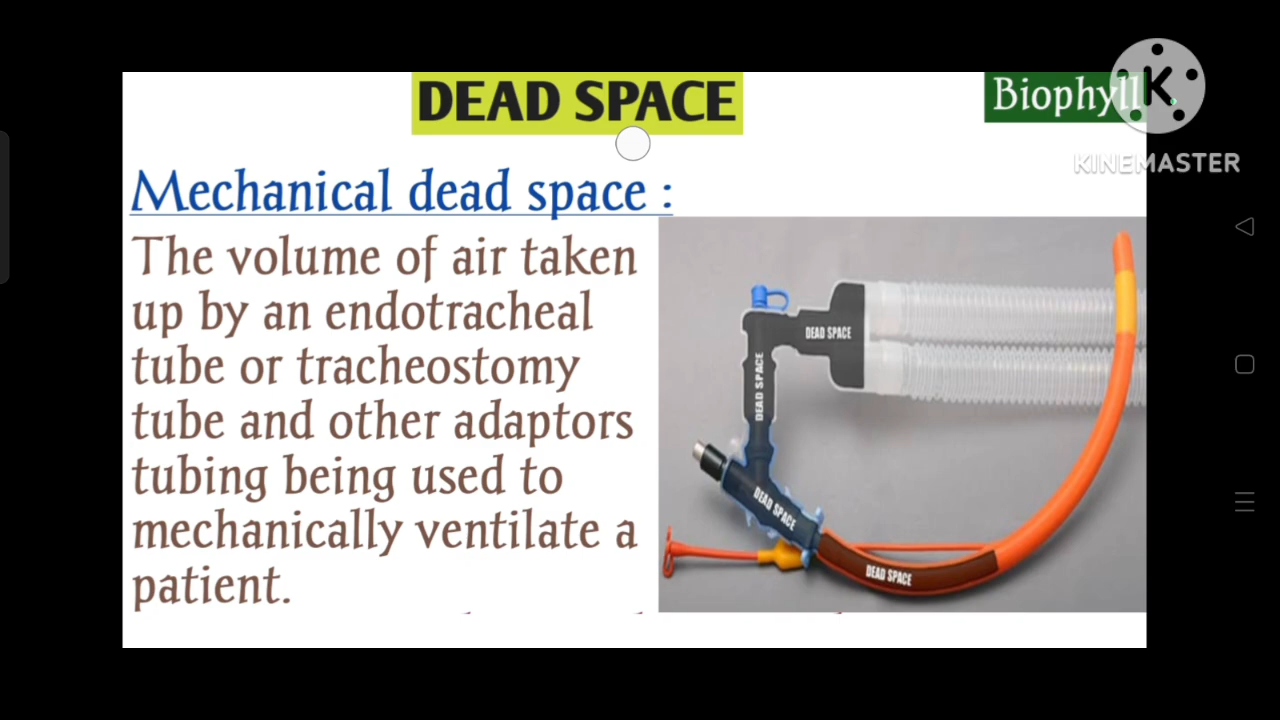 DEAD SPACE
Biophyll
KINEMASTER
Mechanical dead space :
The volume of air taken
up by an endotracheal
tube or tracheostomy
tube and other adaptors
tubing being used to
mechanically ventilate a
patient.
DEAD SPACE
DEAD SPACE
DEAD SPACE
DEAD SPACE